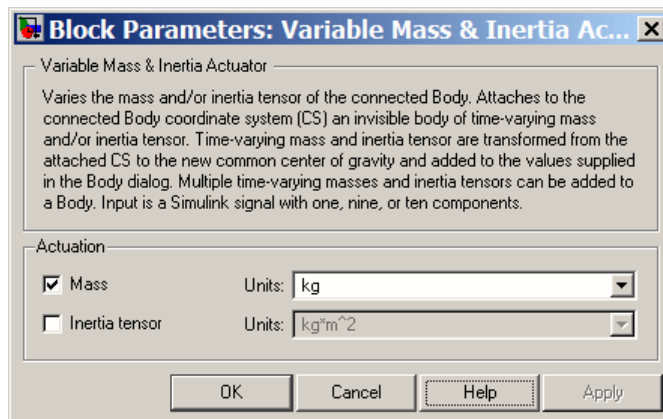 Block Parameters: Variable Mass & Inertia Ac...
Variable Mass & Inertia Actuator
Varies the mass and/or inertia tensor of the connected Body. Attaches to the
connected Body coordinate system (CS) an invisible body of time-varying mass
and/or inertia tensor. Time-varying mass and inertia tensor are transformed from the
attached CS to the new common center of gravity and added to the values supplied
in the Body dialog. Multiple time-varying masses and inertia tensors can be added to
a Body. Input is a Simulink signal with one, nine, or ten components.
Actuation
Mass Units: kg
Inertia tensor Units: kg*m^2
OK Cancel Help Apply